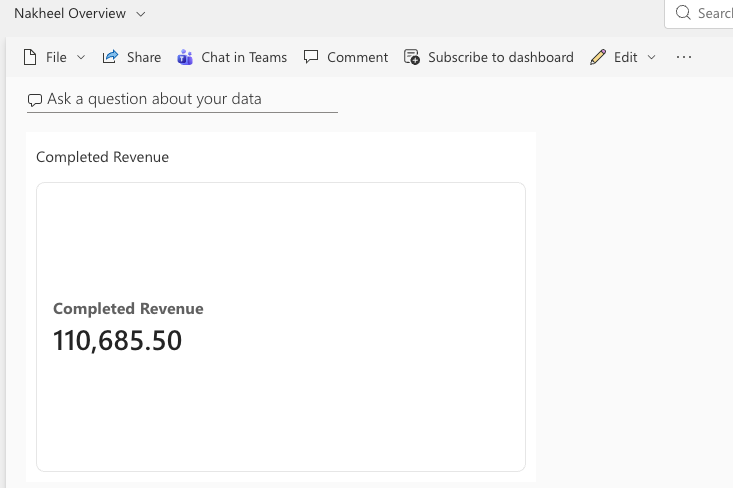 Nakheel Overview
Search
File Share Chat in Teams Comment Subscribe to dashboard Edit ...
Ask a question about your data
Completed Revenue
Completed Revenue
110,685.50